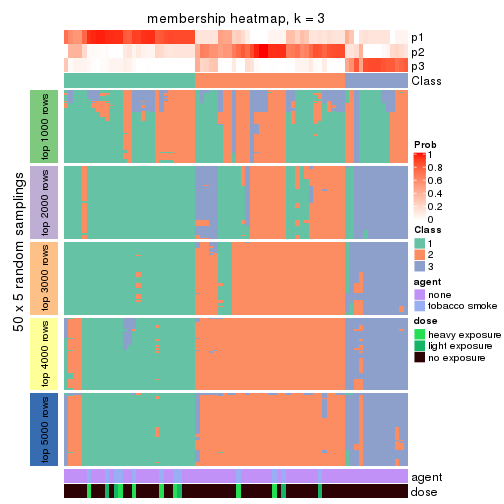 membership heatmap, k = 3
p1
p2
p3
Class
50 x 5 random samplings
top 1000 rows
top 2000 rows
top 3000 rows
top 4000 rows
top 5000 rows
agent
dose
Prob
1
0.8
0.6
0.4
0.2
0
Class
1
2
3
agent
none
tobacco smoke
dose
heavy exposure
light exposure
no exposure